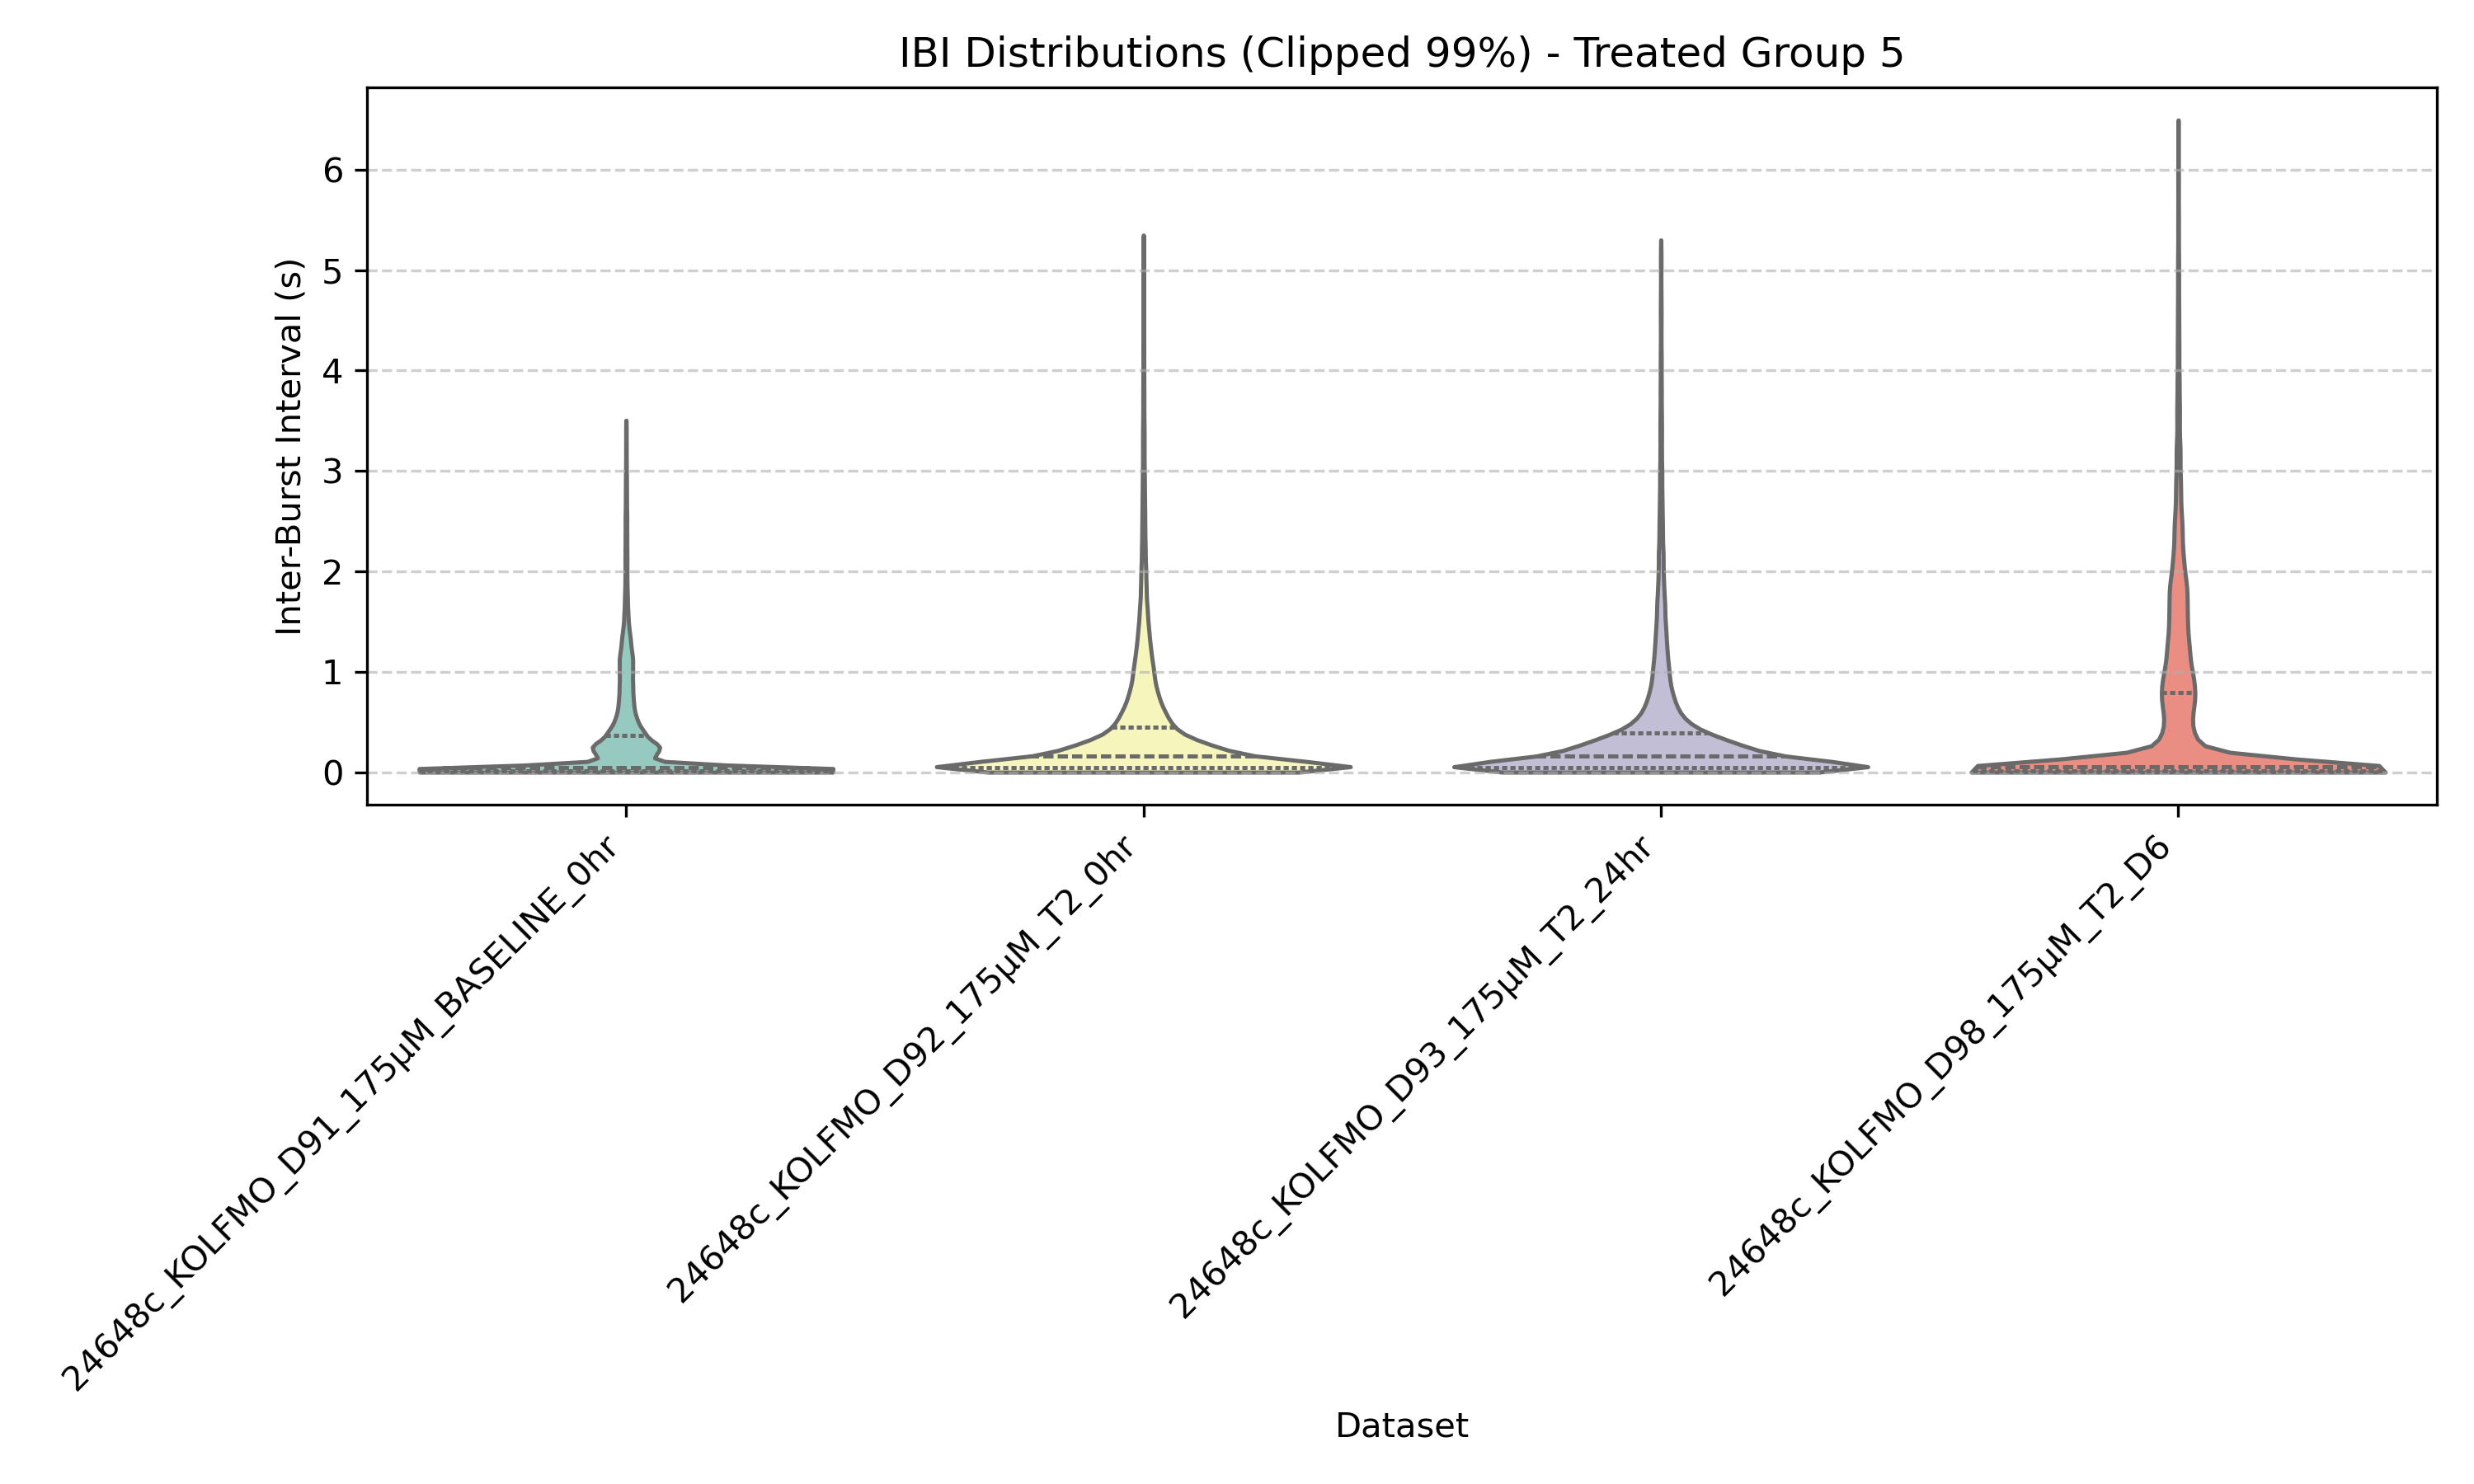 IBI Distributions (Clipped 99%) - Treated Group 5
Inter-Burst Interval (s)
6
5
4
3
2
1
0
24648c_KOLFMO_D91_175µM_BASELINE_0hr
24648c_KOLFMO_D92_175µM_T2_0hr
24648c_KOLFMO_D93_175µM_T2_24hr
24648c_KOLFMO_D98_175µM_T2_D6
Dataset